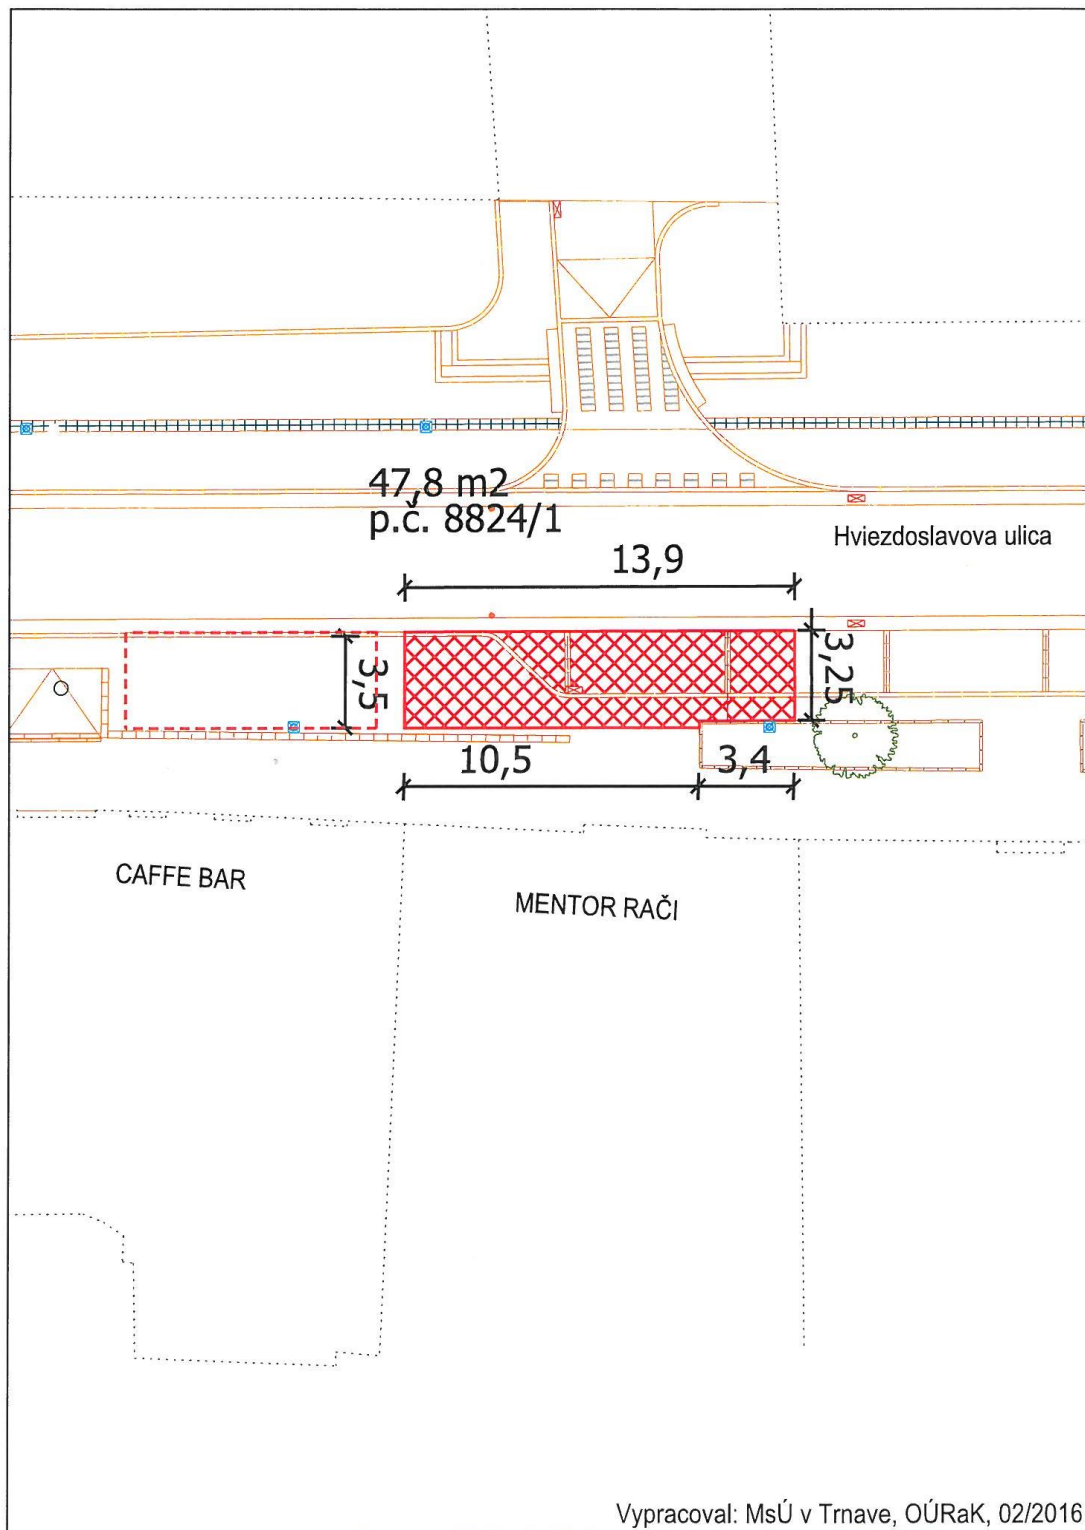 47,8 m2
p.č. 8824/1
Hviezdoslavova ulica
13,9
3,5
3,25
10,5
3,4
CAFFE BAR
MENTOR RAČI
Vypracoval: MsÚ v Trnave, OÚRaK, 02/2016